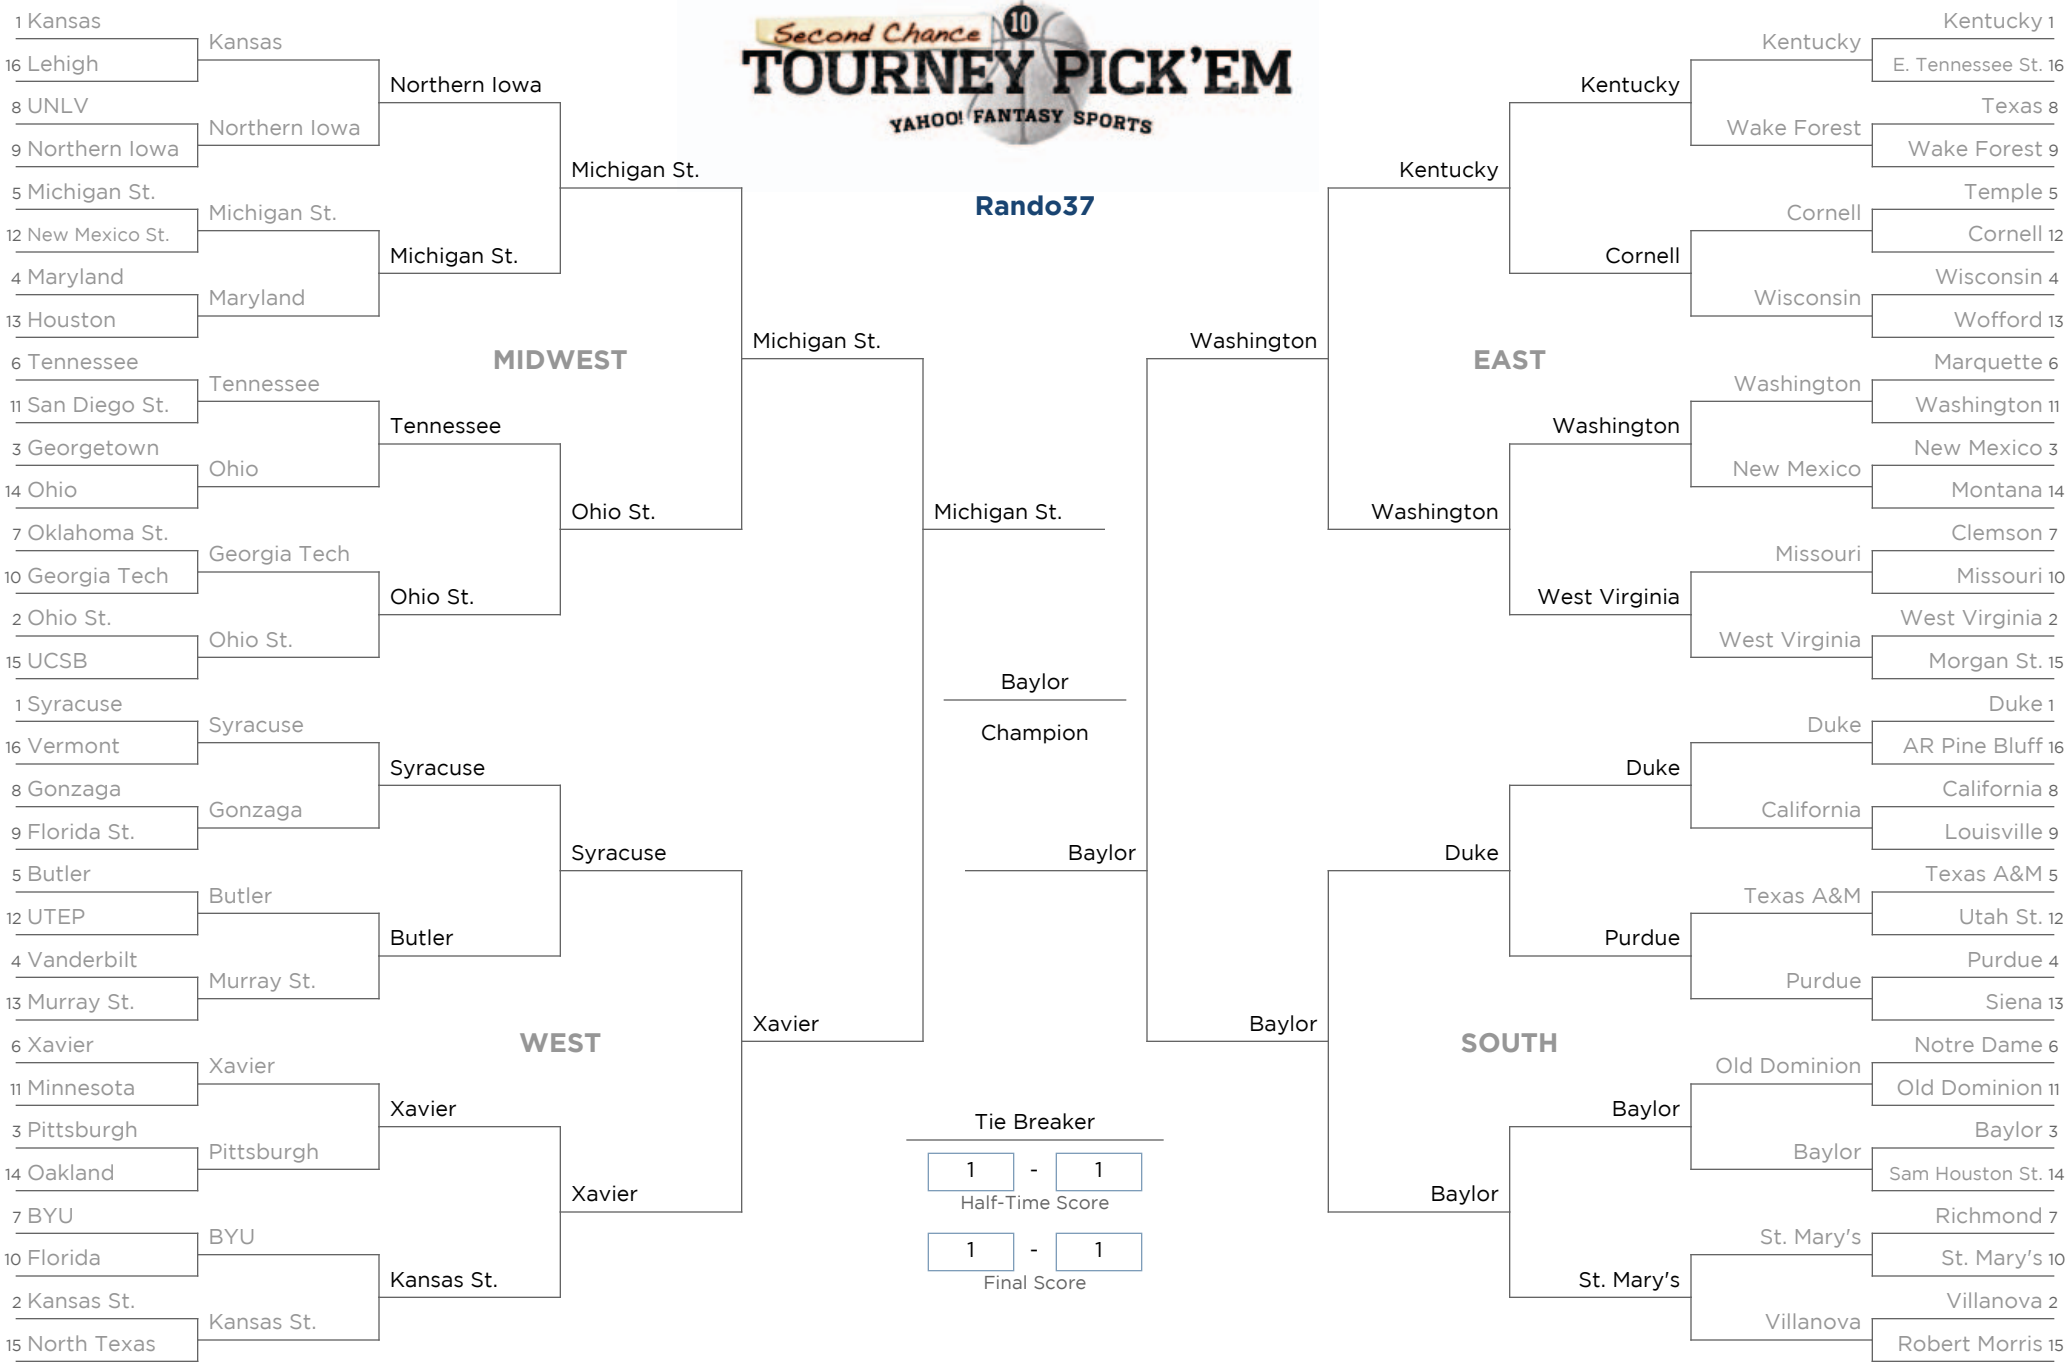 Second Chance 10
TOURNEY PICK'EM
YAHOO! FANTASY SPORTS
Rando37
1 Kansas
16 Lehigh
8 UNLV
9 Northern Iowa
5 Michigan St.
12 New Mexico St.
4 Maryland
13 Houston
6 Tennessee
11 San Diego St.
3 Georgetown
14 Ohio
7 Oklahoma St.
10 Georgia Tech
2 Ohio St.
15 UCSB
1 Syracuse
16 Vermont
8 Gonzaga
9 Florida St.
5 Butler
12 UTEP
4 Vanderbilt
13 Murray St.
6 Xavier
11 Minnesota
3 Pittsburgh
14 Oakland
7 BYU
10 Florida
2 Kansas St.
15 North Texas
Kansas
Northern Iowa
Michigan St.
Maryland
Tennessee
Ohio
Georgia Tech
Ohio St.
Syracuse
Gonzaga
Butler
Murray St.
Xavier
Pittsburgh
BYU
Kansas St.
Northern Iowa
Michigan St.
Tennessee
Ohio St.
Syracuse
Butler
Xavier
Kansas St.
MIDWEST
WEST
Michigan St.
Ohio St.
Syracuse
Xavier
Michigan St.
Xavier
Michigan St.
Baylor
Champion
Baylor
Tie Breaker
1 - 1
Half-Time Score
1 - 1
Final Score
Washington
Baylor
Kentucky
Washington
Duke
Baylor
EAST
SOUTH
Kentucky
Cornell
Washington
West Virginia
Duke
Purdue
Baylor
St. Mary's
Kentucky
Wake Forest
Cornell
Wisconsin
Washington
New Mexico
Missouri
West Virginia
Duke
California
Texas A&M
Purdue
Old Dominion
Baylor
St. Mary's
Villanova
Kentucky 1
E. Tennessee St. 16
Texas 8
Wake Forest 9
Temple 5
Cornell 12
Wisconsin 4
Wofford 13
Marquette 6
Washington 11
New Mexico 3
Montana 14
Clemson 7
Missouri 10
West Virginia 2
Morgan St. 15
Duke 1
AR Pine Bluff 16
California 8
Louisville 9
Texas A&M 5
Utah St. 12
Purdue 4
Siena 13
Notre Dame 6
Old Dominion 11
Baylor 3
Sam Houston St. 14
Richmond 7
St. Mary's 10
Villanova 2
Robert Morris 15